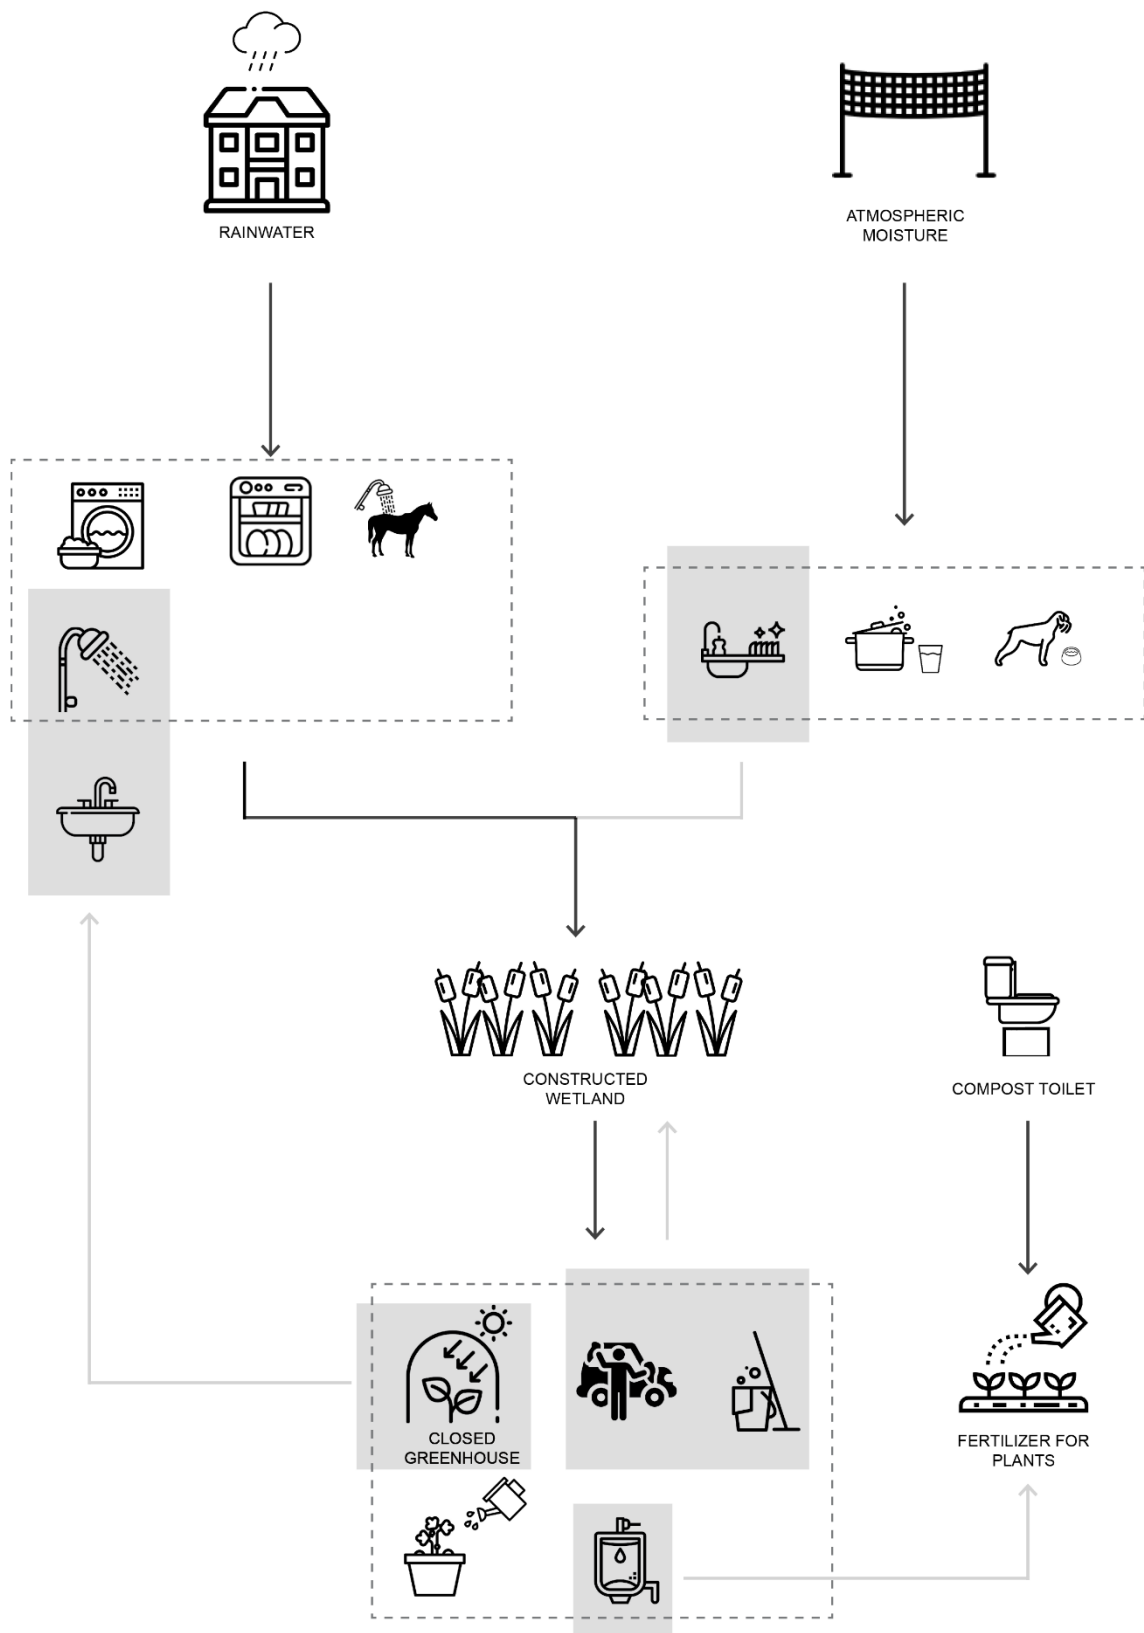 RAINWATER
ATMOSPHERIC
MOISTURE
CONSTRUCTED
WETLAND
COMPOST TOILET
CLOSED
GREENHOUSE
FERTILIZER FOR
PLANTS